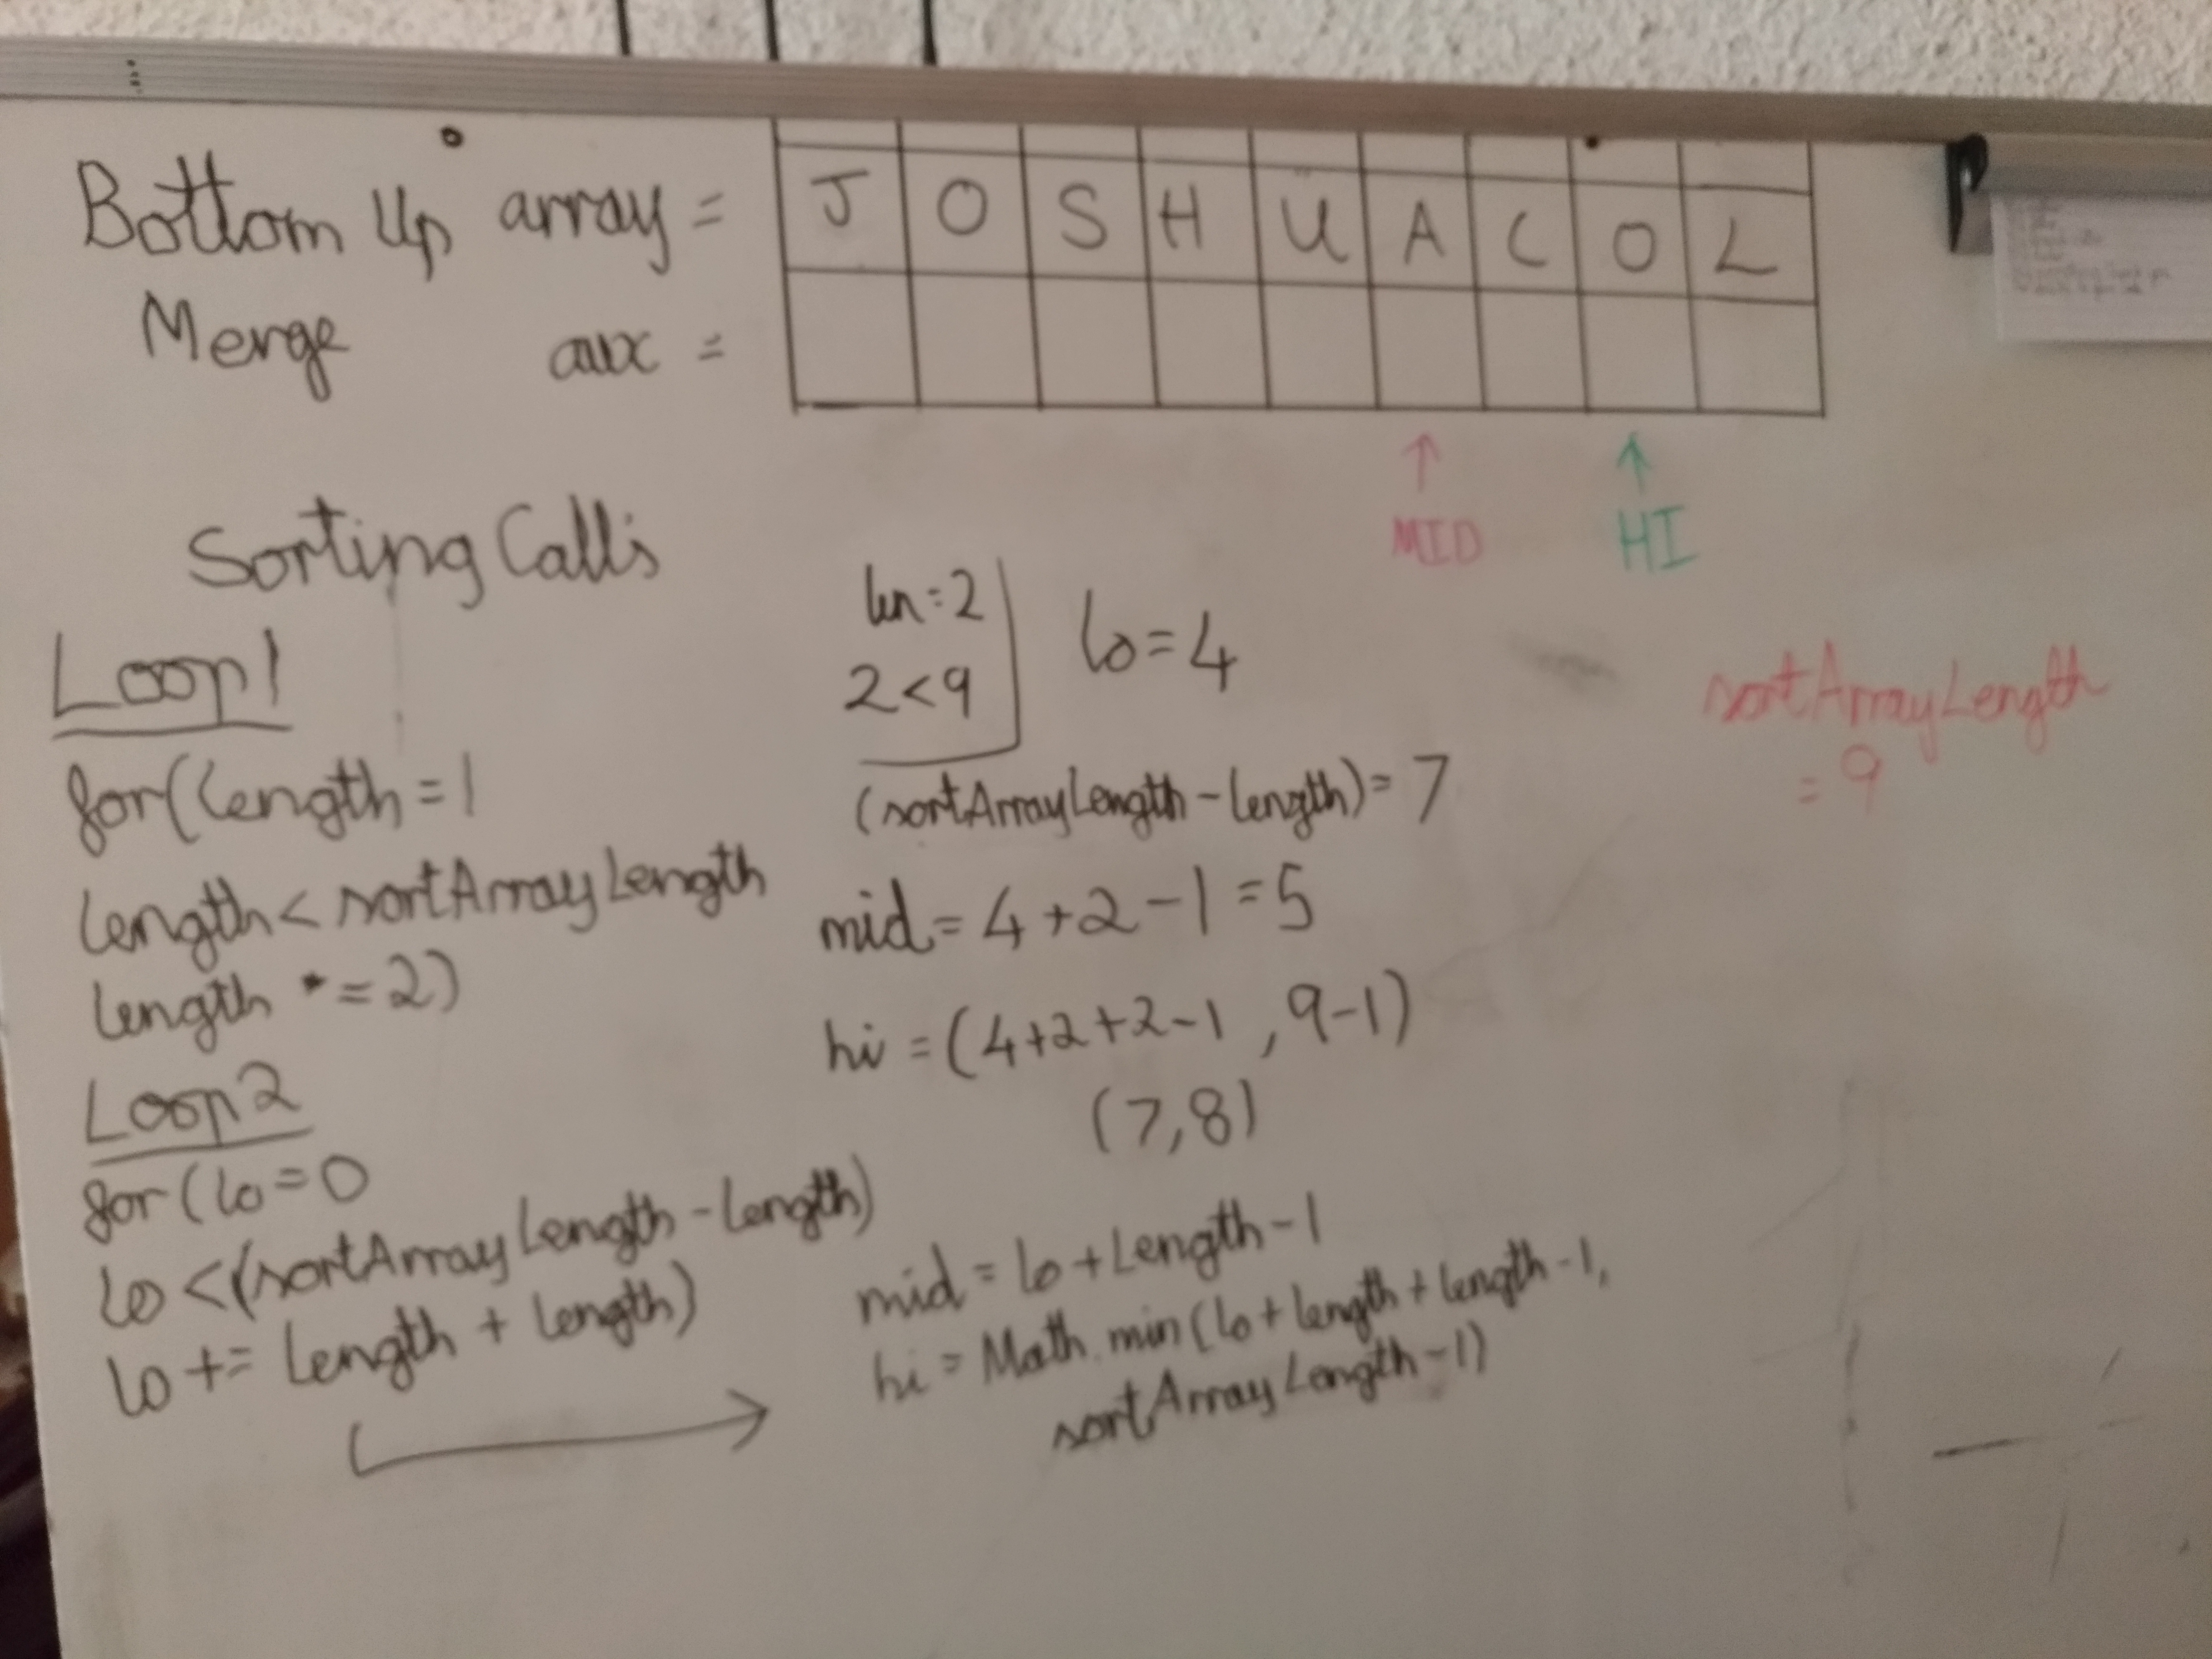 Bottom Up array = J O S H U A C O L
Merge aux =
MID HI
Sorting Calls
len=2
2<9
lo=4
sortArrayLength
= 9
Loop1
for(length=1
length< sortArrayLength
length *=2)
(sortArrayLength-length)= 7
mid= 4+2-1=5
hi =(4+2+2-1 ,9-1)
(7,8)
Loop2
for(lo=0
lo<(sortArrayLength-length)
lo += length + length)
mid = lo+Length-1
hi = Math.min(lo+length+length-1,
sortArrayLength-1)